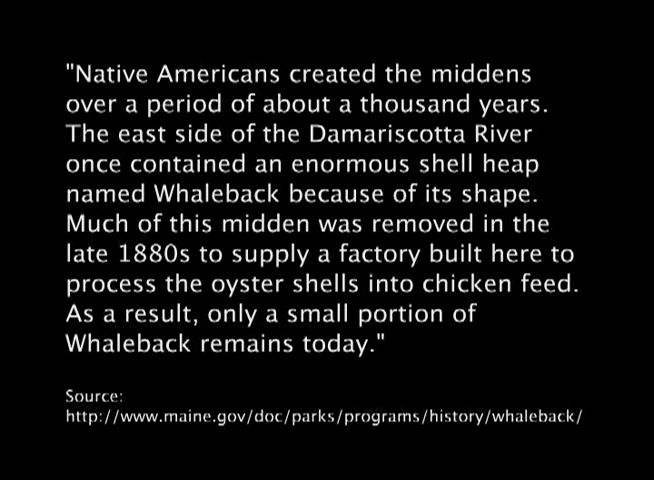 "Native Americans created the middens
over a period of about a thousand years.
The east side of the Damariscotta River
once contained an enormous shell heap
named Whaleback because of its shape.
Much of this midden was removed in the
late 1880s to supply a factory built here to
process the oyster shells into chicken feed.
As a result, only a small portion of
Whaleback remains today."
Source:
http://www.maine.gov/doc/parks/programs/history/whaleback/